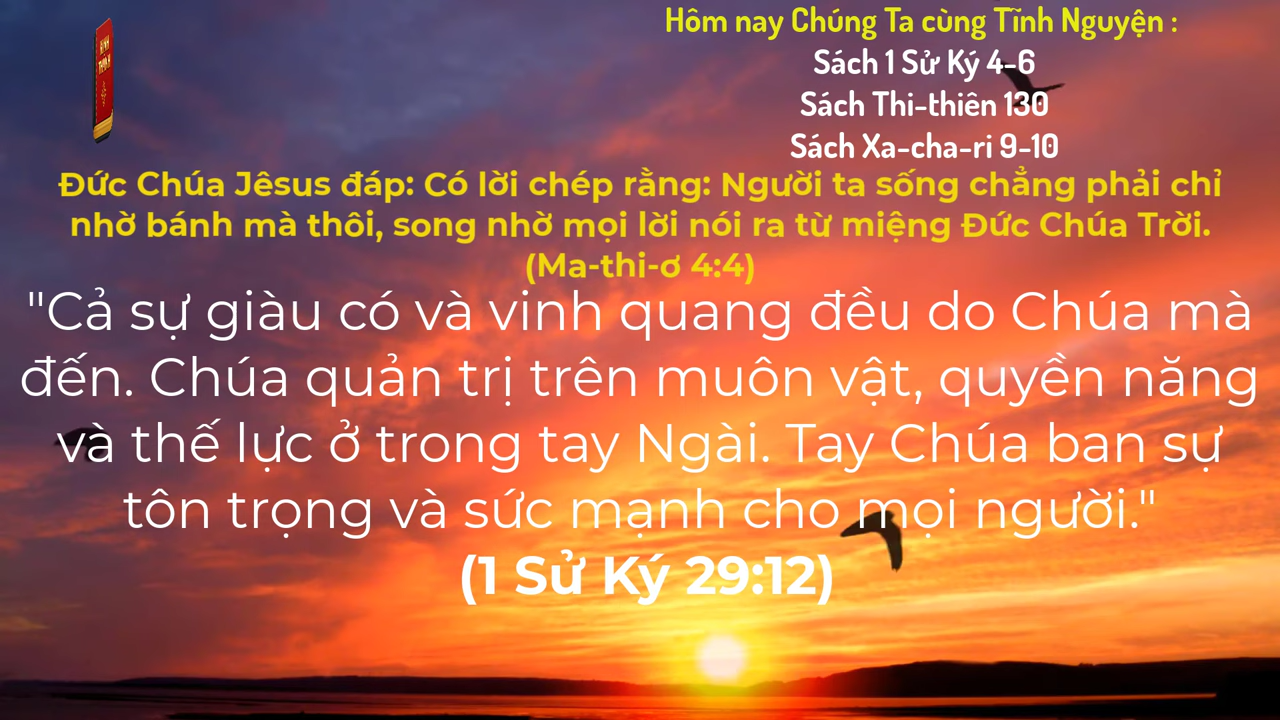 KINH
THÁNH
Hôm nay Chúng Ta cùng Tĩnh Nguyện :
Sách 1 Sử Ký 4-6
Sách Thi-thiên 130
Sách Xa-cha-ri 9-10
Đức Chúa Jêsus đáp: Có lời chép rằng: Người ta sống chẳng phải chỉ
nhờ bánh mà thôi, song nhờ mọi lời nói ra từ miệng Đức Chúa Trời.
(Ma-thi-ơ 4:4)
"Cả sự giàu có và vinh quang đều do Chúa mà
đến. Chúa quản trị trên muôn vật, quyền năng
và thế lực ở trong tay Ngài. Tay Chúa ban sự
tôn trọng và sức mạnh cho mọi người."
(1 Sử Ký 29:12)